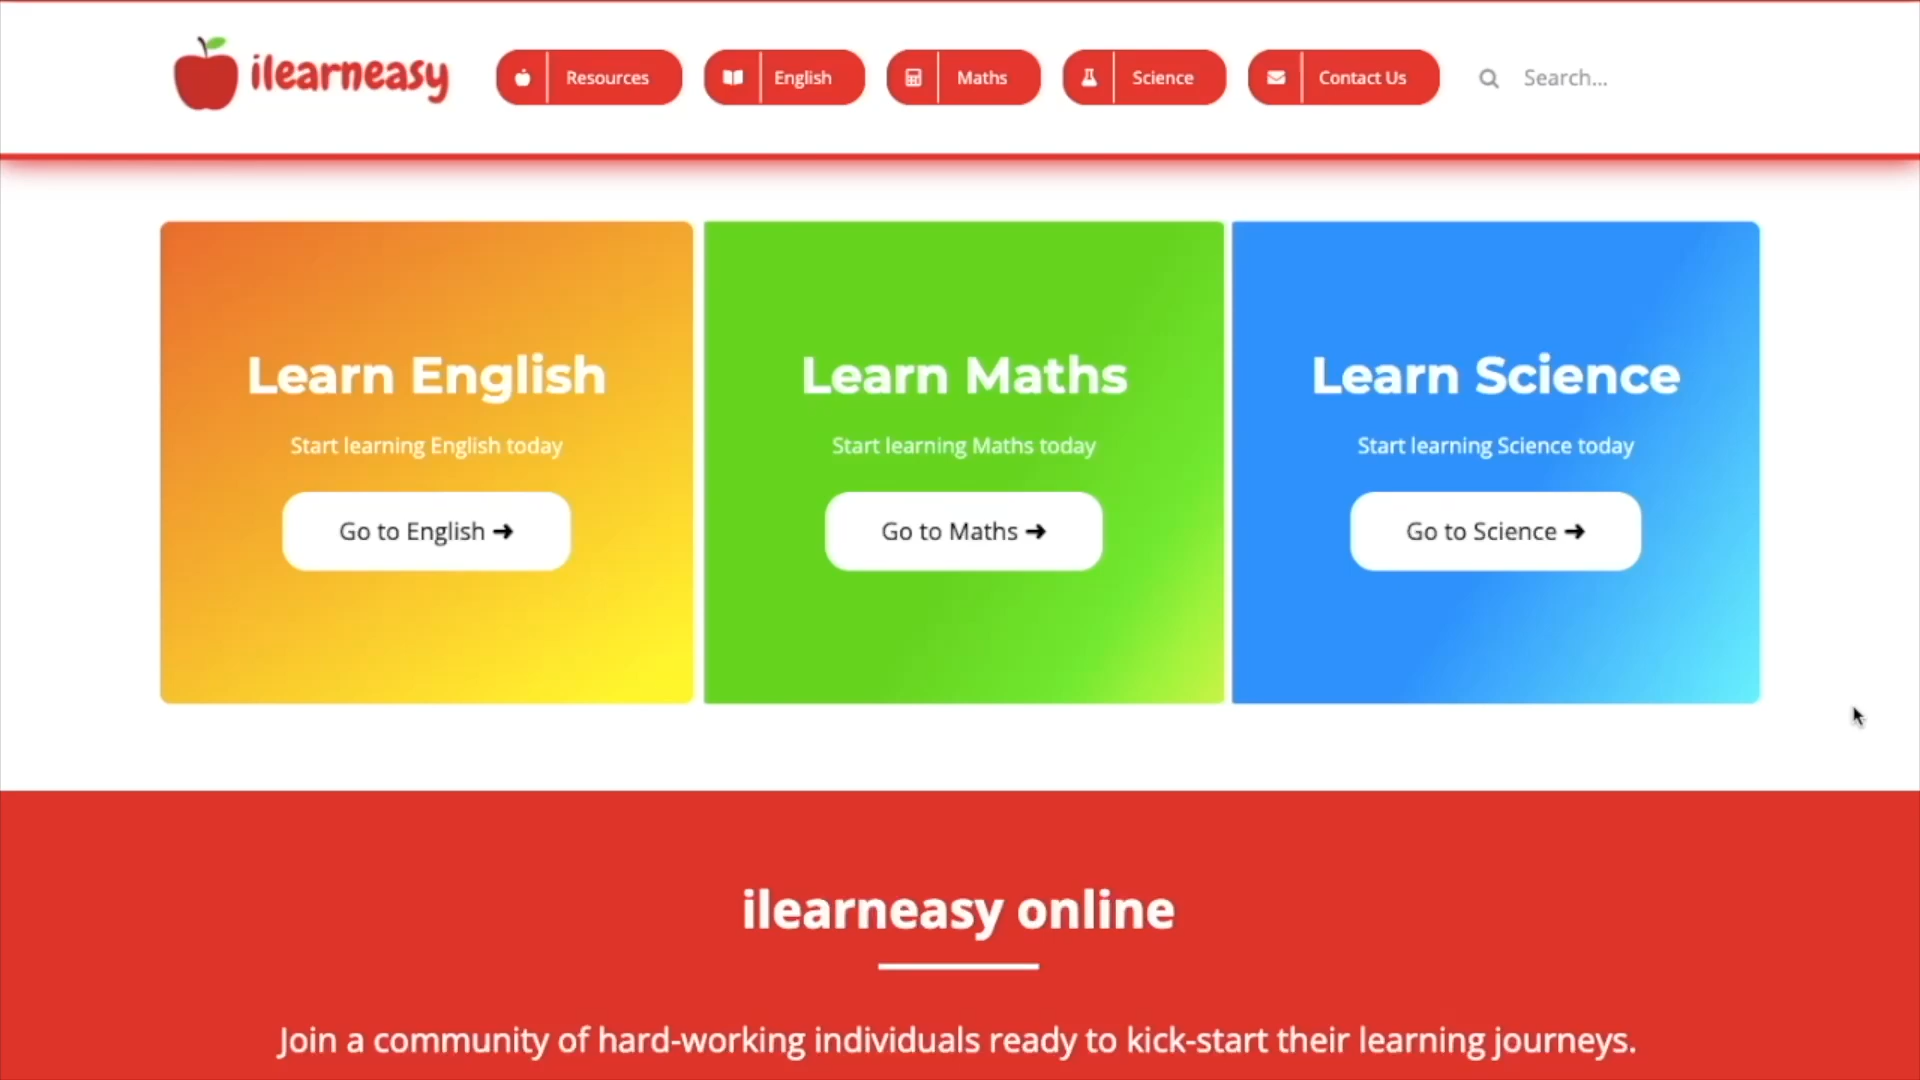 ilearneasy
Resources
English
Maths
Science
Contact Us
Search...
Learn English
Start learning English today
Go to English ➜
Learn Maths
Start learning Maths today
Go to Maths ➜
Learn Science
Start learning Science today
Go to Science ➜
ilearneasy online
Join a community of hard-working individuals ready to kick-start their learning journeys.